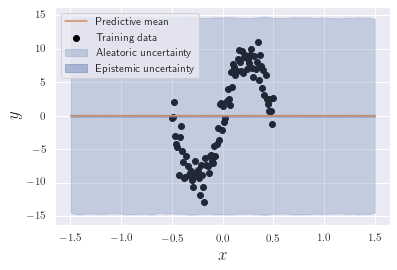 Predictive mean
Training data
Aleatoric uncertainty
Epistemic uncertainty
15
10
5
0
−5
−10
−15
y
−1.5 −1.0 −0.5 0.0 0.5 1.0 1.5
x